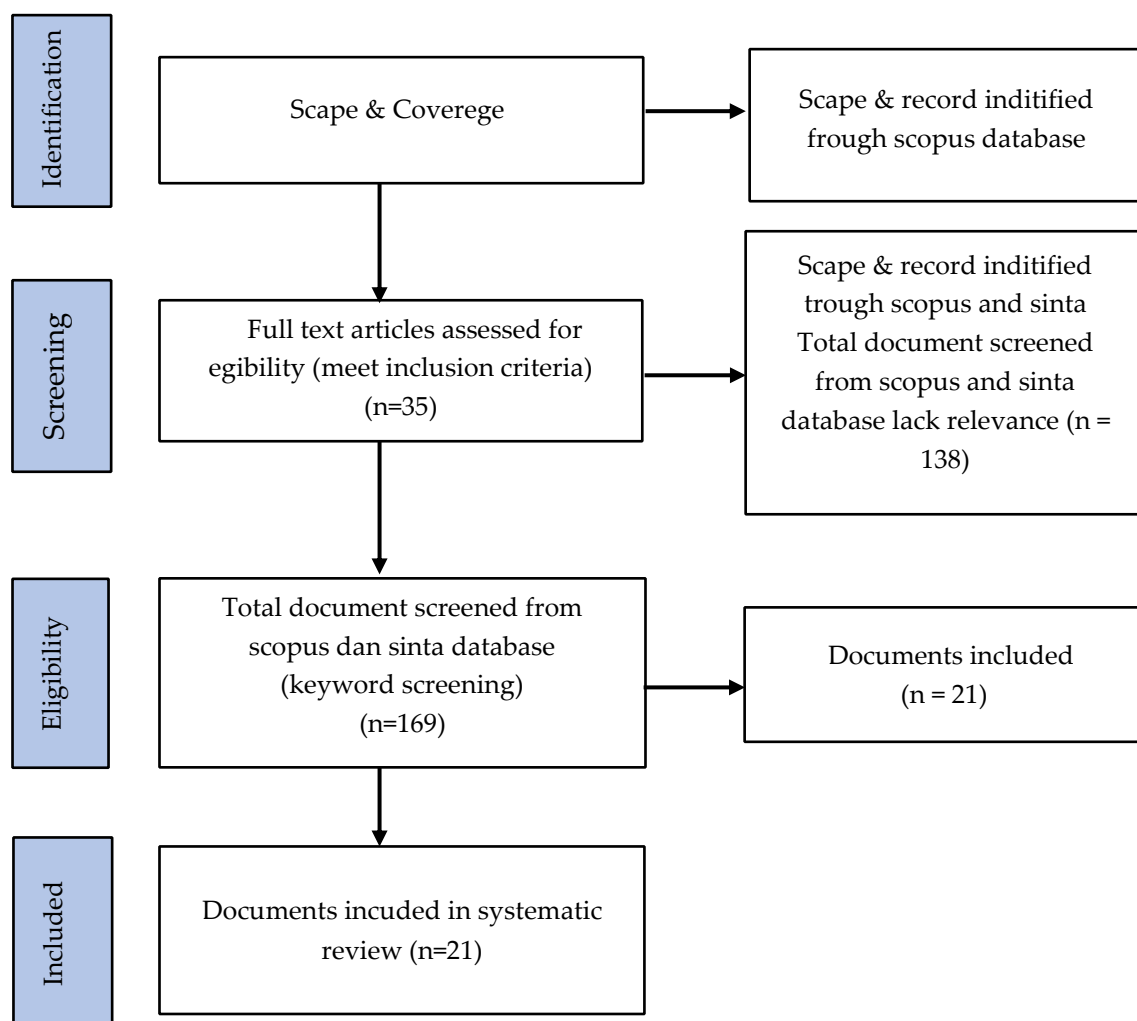 Identification
Scape & Coverege
Scape & record inditified
frough scopus database
Screening
Full text articles assessed for
egibility (meet inclusion criteria)
(n=35)
Scape & record inditified
trough scopus and sinta
Total document screened
from scopus and sinta
database lack relevance (n =
138)
Eligibility
Total document screened from
scopus dan sinta database
(keyword screening)
(n=169)
Documents included
(n = 21)
Included
Documents incuded in systematic
review (n=21)